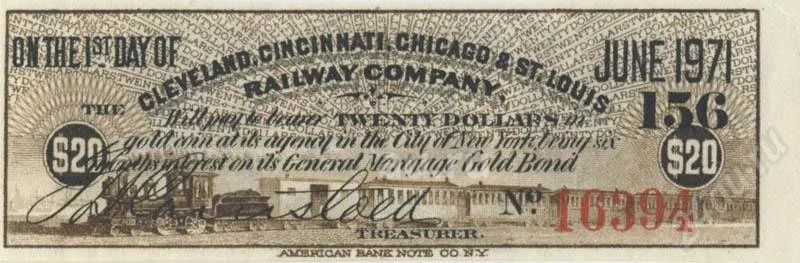 ON THE 1ST DAY OF JUNE 1971
CLEVELAND, CINCINNATI, CHICAGO & ST. LOUIS
RAILWAY COMPANY,
156
THE Will pay to bearer TWENTY DOLLARS in
gold coin at its agency in the City of New York, being six
months interest on its General Mortgage Gold Bond
$20 $20
No. 16394
TREASURER.
AMERICAN BANK NOTE CO. N.Y.